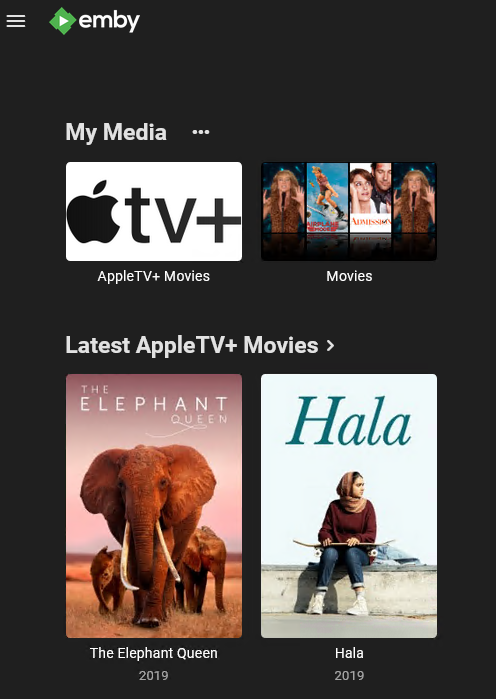 emby
My Media
tv+
AIRPLANE
MODE
ADMISSION
AppleTV+ Movies
Movies
Latest AppleTV+ Movies
THE
ELEPHANT
QUEEN
Hala
The Elephant Queen
Hala
2019
2019